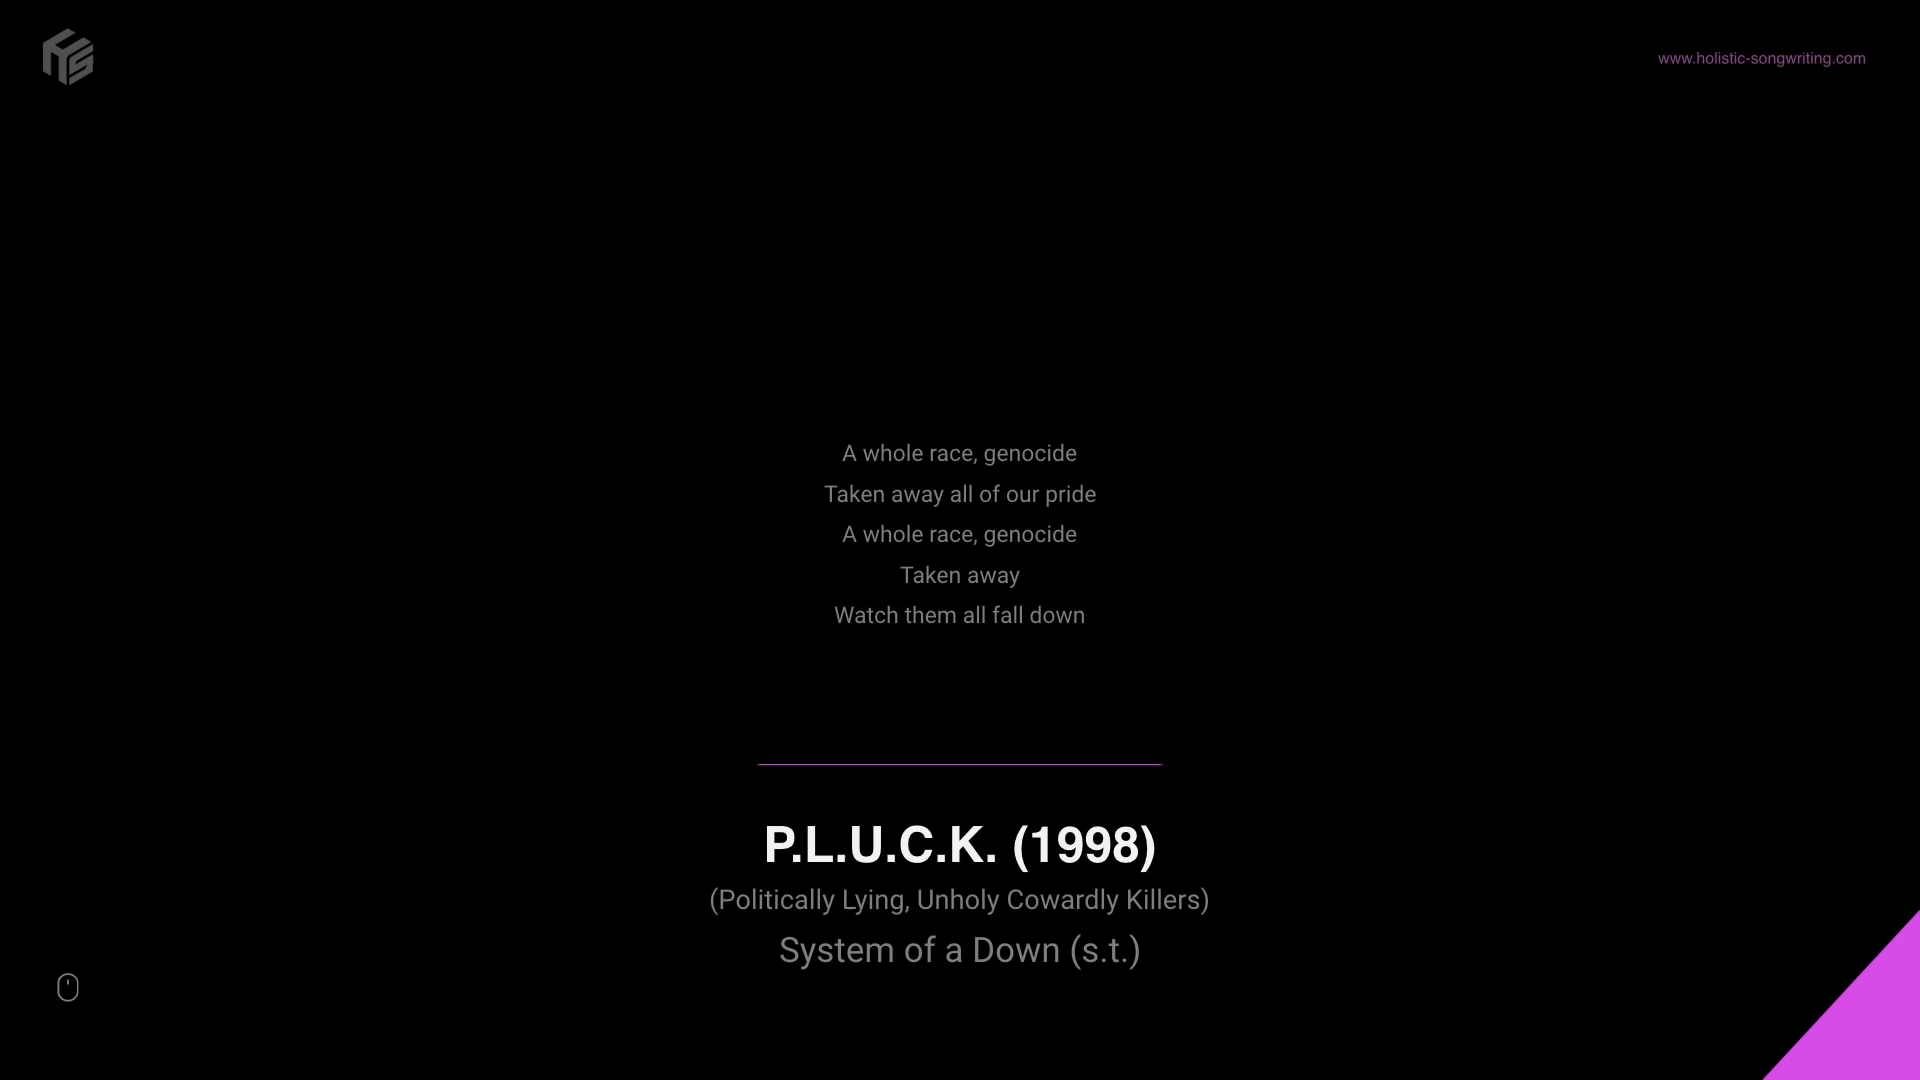 www.holistic-songwriting.com
A whole race, genocide
Taken away all of our pride
A whole race, genocide
Taken away
Watch them all fall down
P.L.U.C.K. (1998)
(Politically Lying, Unholy Cowardly Killers)
System of a Down (s.t.)